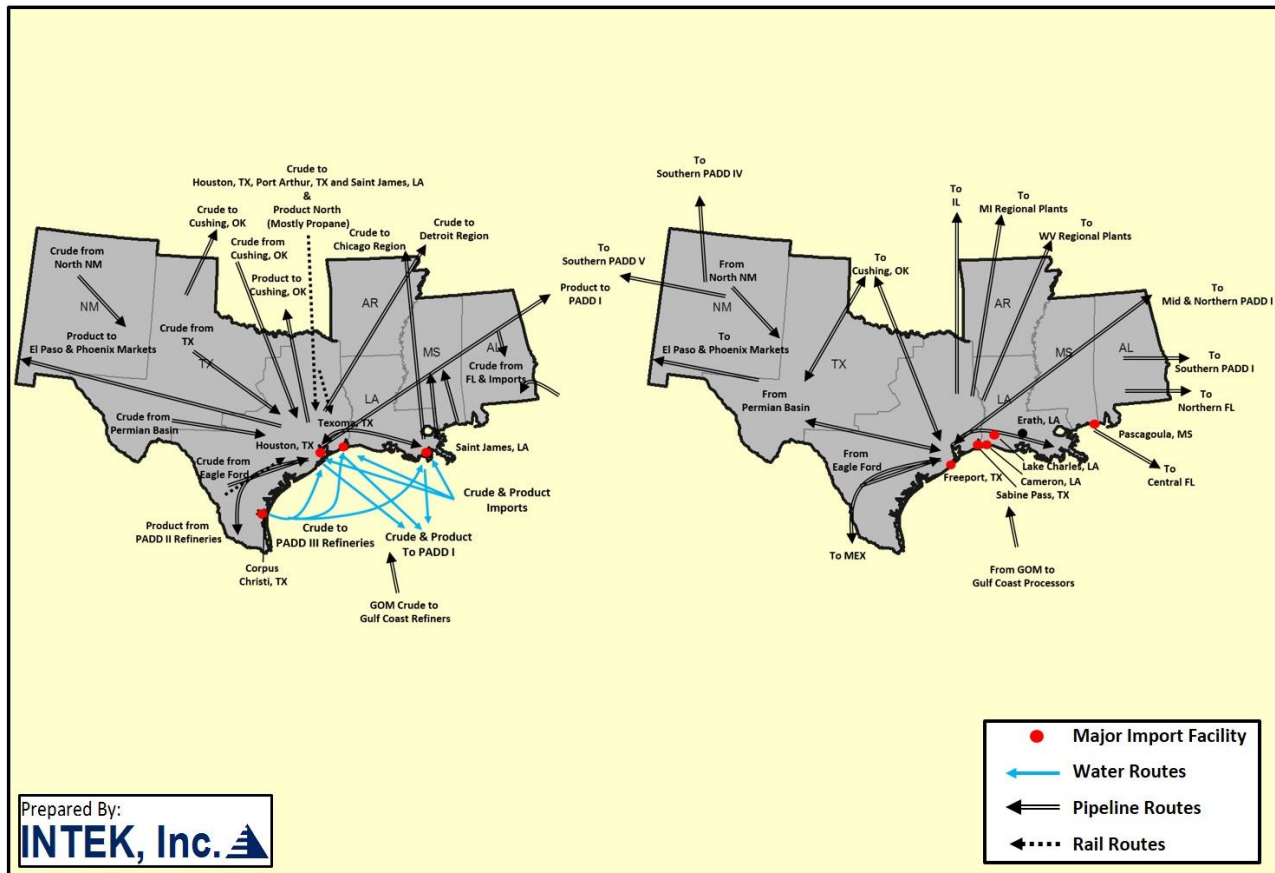 Crude to
Houston, TX, Port Arthur, TX and Saint James, LA
&
Product North
(Mostly Propane)
Crude to
Cushing, OK
Crude from
Cushing, OK
Product to
Cushing, OK
Crude to
Chicago Region
Crude to
Detroit Region
Product to
PADD I
Crude from
North NM
NM
Product to
El Paso & Phoenix Markets
Crude from
TX
TX
AR
MS
AL
Crude from
FL & Imports
LA
Crude from
Permian Basin
Texoma, TX
Houston, TX
Saint James, LA
Crude from
Eagle Ford
Product from
PADD II Refineries
Corpus
Christi, TX
Crude to
PADD III Refineries
Crude & Product
To PADD I
Crude & Product
Imports
GOM Crude to
Gulf Coast Refiners
To
Southern PADD IV
To
Southern PADD V
To
IL
To
MI Regional Plants
To
WV Regional Plants
To
Cushing, OK
To
Mid & Northern PADD I
From
North NM
NM
To
El Paso & Phoenix Markets
TX
AR
MS
AL
LA
To
Southern PADD I
To
Northern FL
From
Permian Basin
From
Eagle Ford
Erath, LA
Pascagoula, MS
Lake Charles, LA
Freeport, TX
Cameron, LA
Sabine Pass, TX
To
Central FL
To MEX
From GOM to
Gulf Coast Processors
Major Import Facility
Water Routes
Pipeline Routes
Rail Routes
Prepared By:
INTEK, Inc.